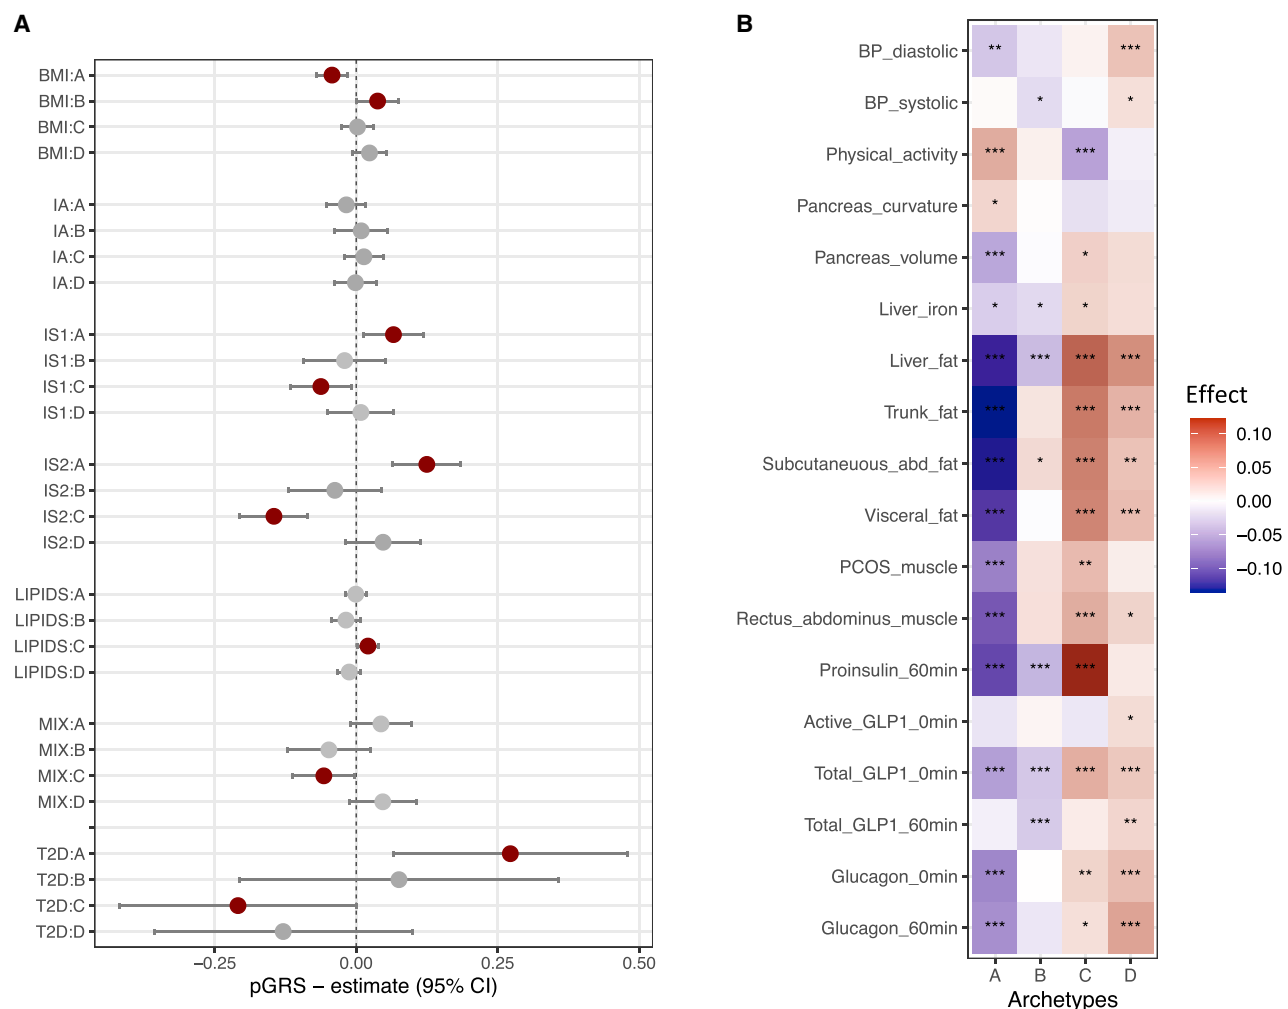 A
BMI:A
BMI:B
BMI:C
BMI:D
IA:A
IA:B
IA:C
IA:D
IS1:A
IS1:B
IS1:C
IS1:D
IS2:A
IS2:B
IS2:C
IS2:D
LIPIDS:A
LIPIDS:B
LIPIDS:C
LIPIDS:D
MIX:A
MIX:B
MIX:C
MIX:D
T2D:A
T2D:B
T2D:C
T2D:D
−0.25 0.00 0.25 0.50
pGRS − estimate (95% CI)
B
BP_diastolic ** ***
BP_systolic * *
Physical_activity *** ***
Pancreas_curvature *
Pancreas_volume *** *
Liver_iron * * *
Liver_fat *** *** *** ***
Trunk_fat *** *** ***
Subcutaneuous_abd_fat *** * *** **
Visceral_fat *** *** ***
PCOS_muscle *** **
Rectus_abdominus_muscle *** *** *
Proinsulin_60min *** *** ***
Active_GLP1_0min *
Total_GLP1_0min *** *** *** ***
Total_GLP1_60min *** **
Glucagon_0min *** ** ***
Glucagon_60min *** * ***
A B C D
Archetypes
Effect
0.10
0.05
0.00
−0.05
−0.10